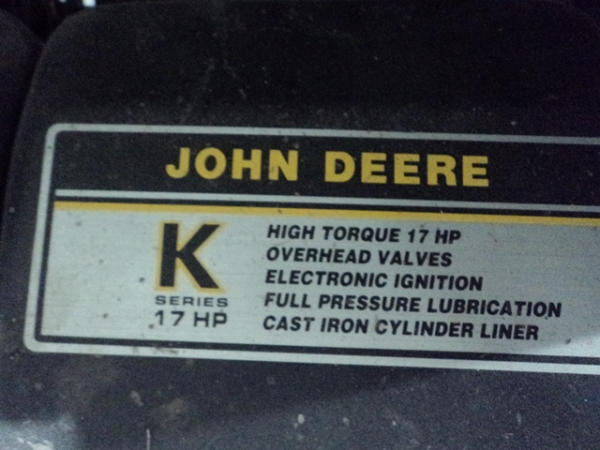 JOHN DEERE
K
SERIES
17 HP
HIGH TORQUE 17 HP
OVERHEAD VALVES
ELECTRONIC IGNITION
FULL PRESSURE LUBRICATION
CAST IRON CYLINDER LINER